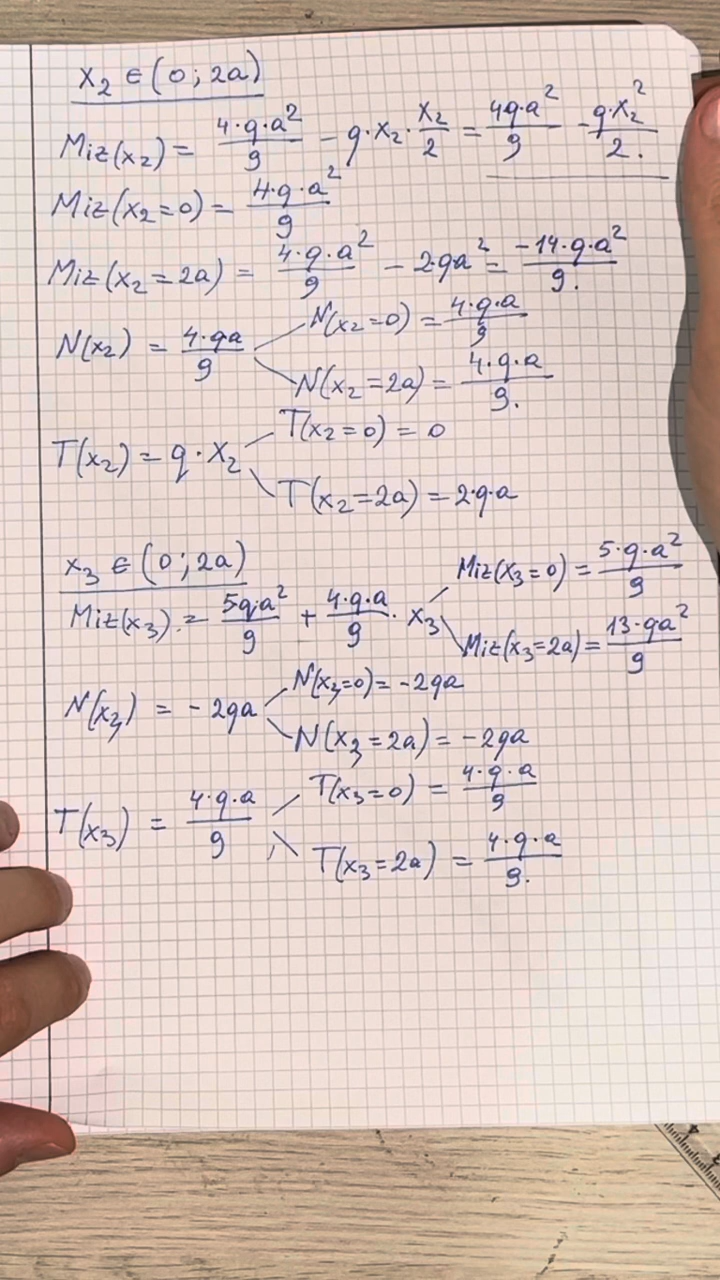 x₂ ∈ (0; 2a)
Miz(x₂) = 4·q·a²/9 - q·x₂·x₂/2 = 4q·a²/9 - q·x₂²/2.
Miz(x₂=0) = 4·q·a²/9
Miz(x₂=2a) = 4·q·a²/9 - 2qa² = -14·q·a²/9.
N(x₂) = 4·qa/9
N(x₂=0) = 4·q·a/9
N(x₂=2a) = 4·q·a/9.
T(x₂) = q·x₂
T(x₂=0) = 0
T(x₂=2a) = 2·q·a
x₃ ∈ (0; 2a)
Miz(x₃) = 5qa²/9 + 4·q·a/9 · x₃
Miz(x₃=0) = 5·q·a²/9
Miz(x₃=2a) = 13·qa²/9
N(x₃) = -2qa
N(x₃=0) = -2qa
N(x₃=2a) = -2qa
T(x₃) = 4·q·a/9
T(x₃=0) = 4·q·a/9
T(x₃=2a) = 4·q·a/9.